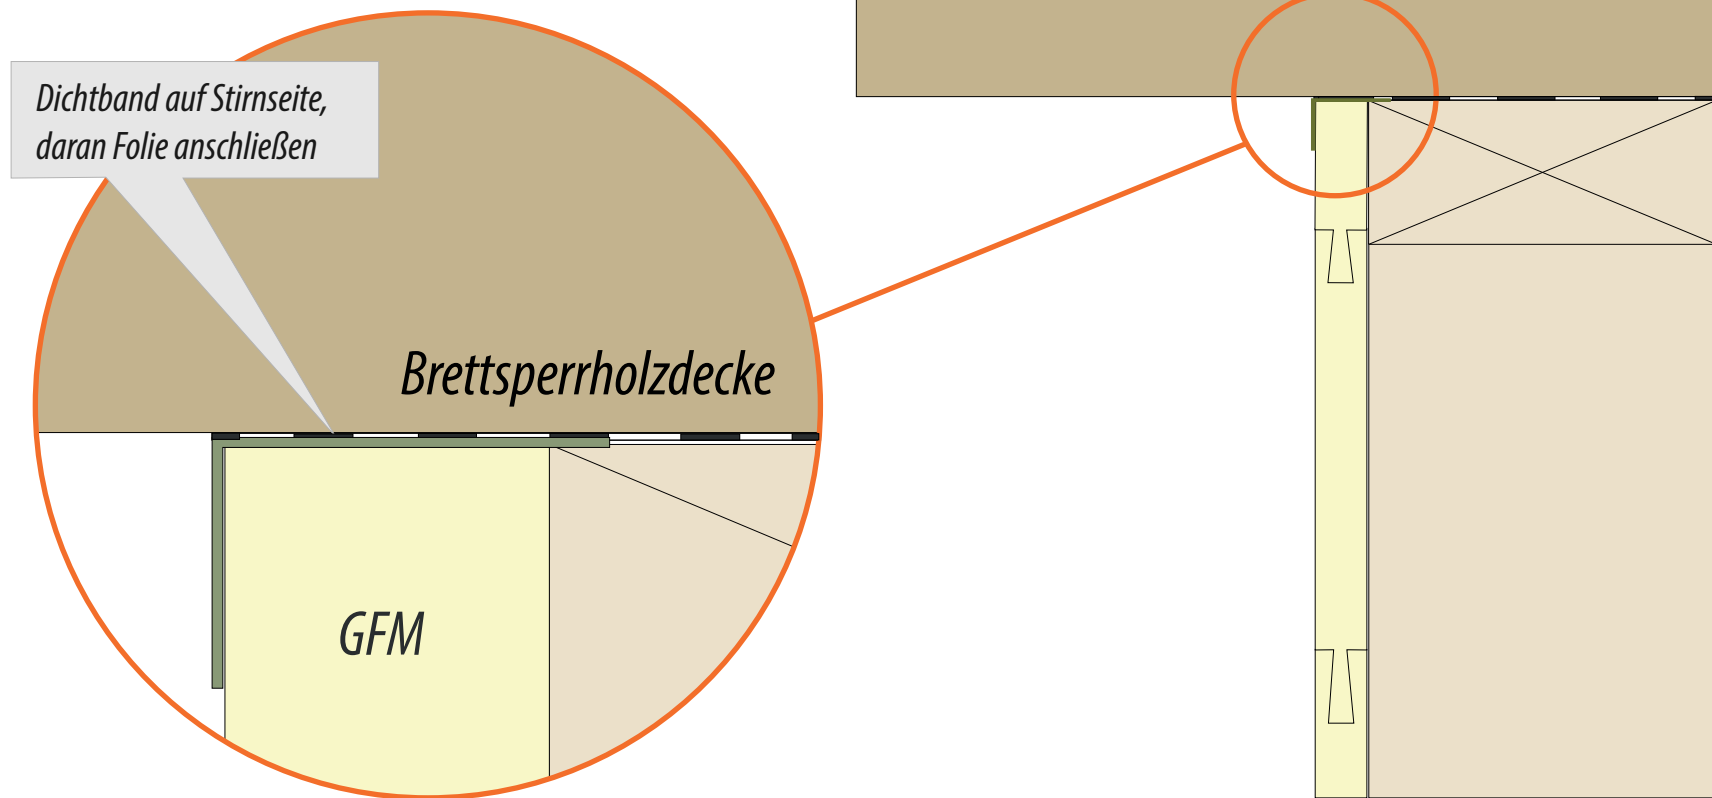 Dichtband auf Stirnseite,
daran Folie anschließen
Brettsperrholzdecke
GFM